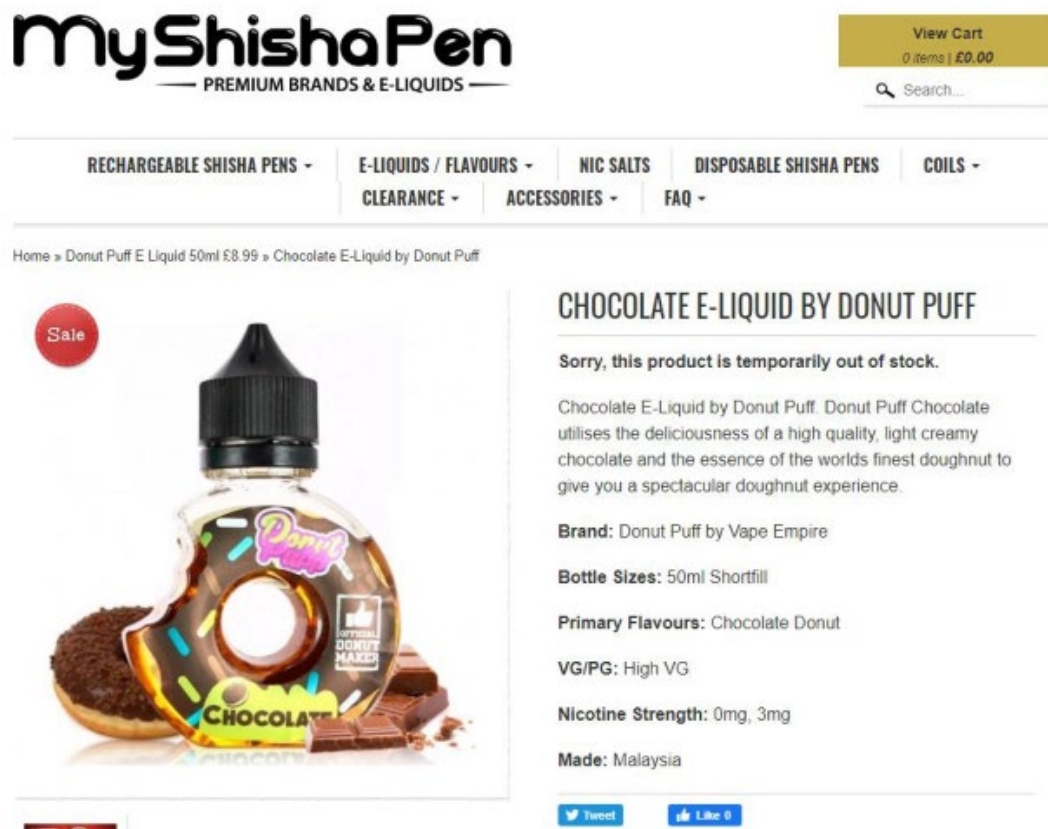 MyShishaPen
PREMIUM BRANDS & E-LIQUIDS
View Cart
0 items | £0.00
Search...
RECHARGEABLE SHISHA PENS
E-LIQUIDS / FLAVOURS
NIC SALTS
DISPOSABLE SHISHA PENS
COILS
CLEARANCE
ACCESSORIES
FAQ
Home » Donut Puff E Liquid 50ml £8.99 » Chocolate E-Liquid by Donut Puff
Sale
Donut
Puff
OFFICIAL
DONUT
MAKER
CHOCOLATE
CHOCOLATE E-LIQUID BY DONUT PUFF
Sorry, this product is temporarily out of stock.
Chocolate E-Liquid by Donut Puff. Donut Puff Chocolate
utilises the deliciousness of a high quality, light creamy
chocolate and the essence of the worlds finest doughnut to
give you a spectacular doughnut experience.
Brand: Donut Puff by Vape Empire
Bottle Sizes: 50ml Shortfill
Primary Flavours: Chocolate Donut
VG/PG: High VG
Nicotine Strength: 0mg, 3mg
Made: Malaysia
Tweet
Like 0